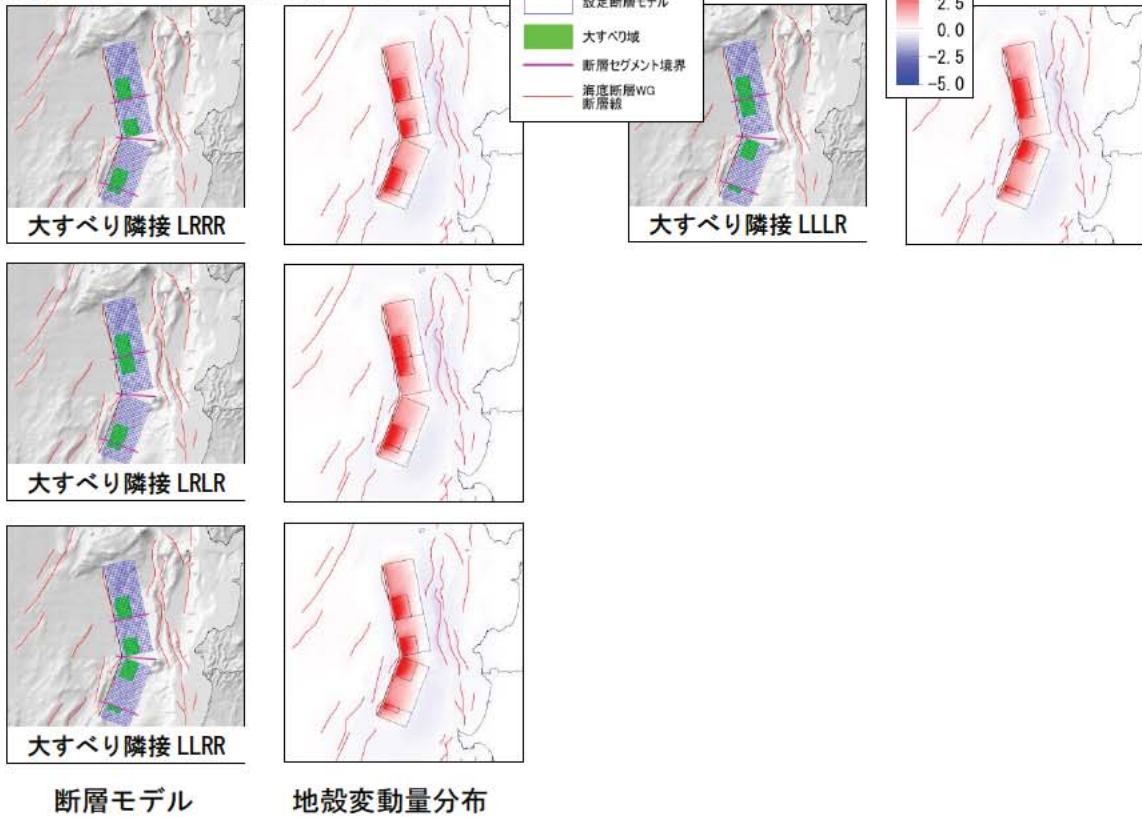 設定断層モデル
大すべり域
断層セグメント境界
海底断層WG
断層線
2.5
0.0
-2.5
-5.0
大すべり隣接 LRRR
大すべり隣接 LLLR
大すべり隣接 LRLR
大すべり隣接 LLRR
断層モデル
地殻変動量分布